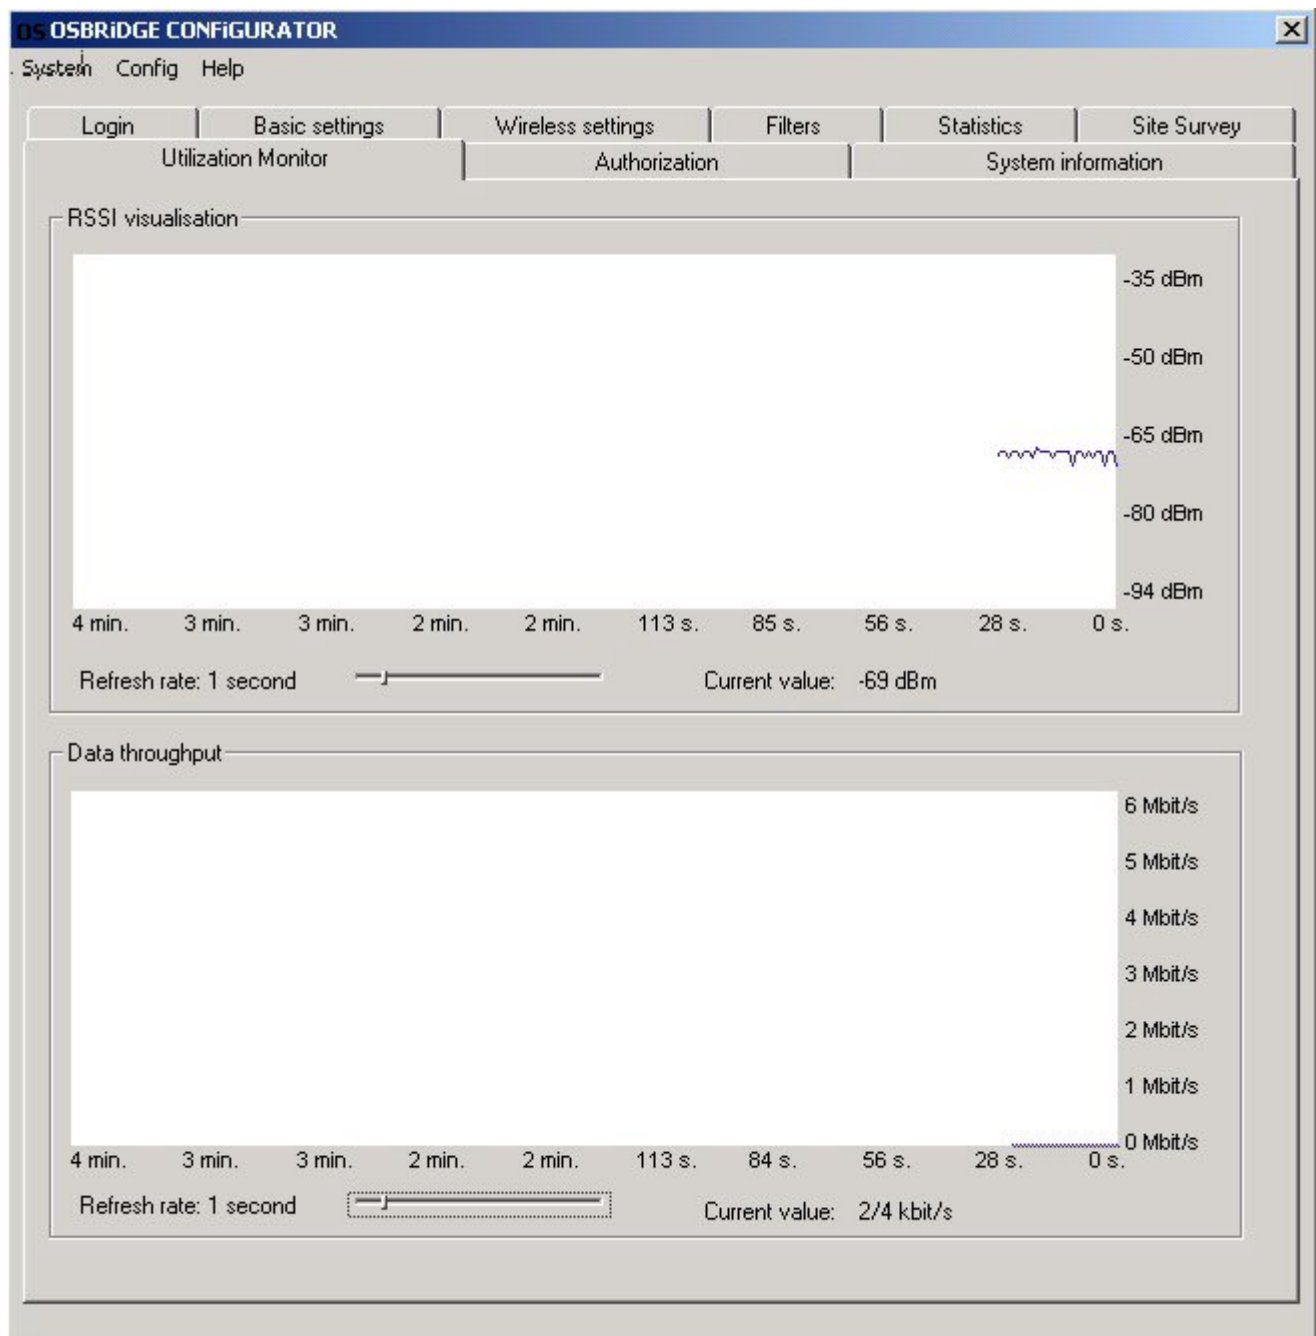 OS OSBRiDGE CONFiGURATOR
System Config Help
Login Basic settings Wireless settings Filters Statistics Site Survey
Utilization Monitor Authorization System information
RSSI visualisation
-35 dBm
-50 dBm
-65 dBm
-80 dBm
-94 dBm
4 min. 3 min. 3 min. 2 min. 2 min. 113 s. 85 s. 56 s. 28 s. 0 s.
Refresh rate: 1 second Current value: -69 dBm
Data throughput
6 Mbit/s
5 Mbit/s
4 Mbit/s
3 Mbit/s
2 Mbit/s
1 Mbit/s
0 Mbit/s
4 min. 3 min. 3 min. 2 min. 2 min. 113 s. 84 s. 56 s. 28 s. 0 s.
Refresh rate: 1 second Current value: 2/4 kbit/s